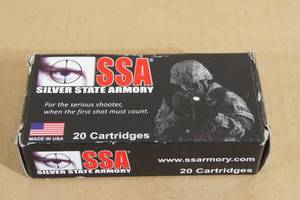 SSA
SILVER STATE ARMORY
For the serious shooter,
when the first shot must count.
MADE IN USA
20 Cartridges
SSA
SILVER STATE ARMORY
www.ssarmory.com
20 Cartridges